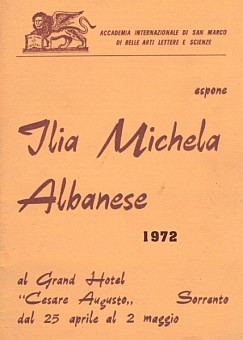 ACCADEMIA INTERNAZIONALE DI SAN MARCO
DI BELLE ARTI LETTERE E SCIENZE
espone
Ilia Michela
Albanese
1972
al Grand Hotel
"Cesare Augusto,, Sorrento
dal 25 aprile al 2 maggio